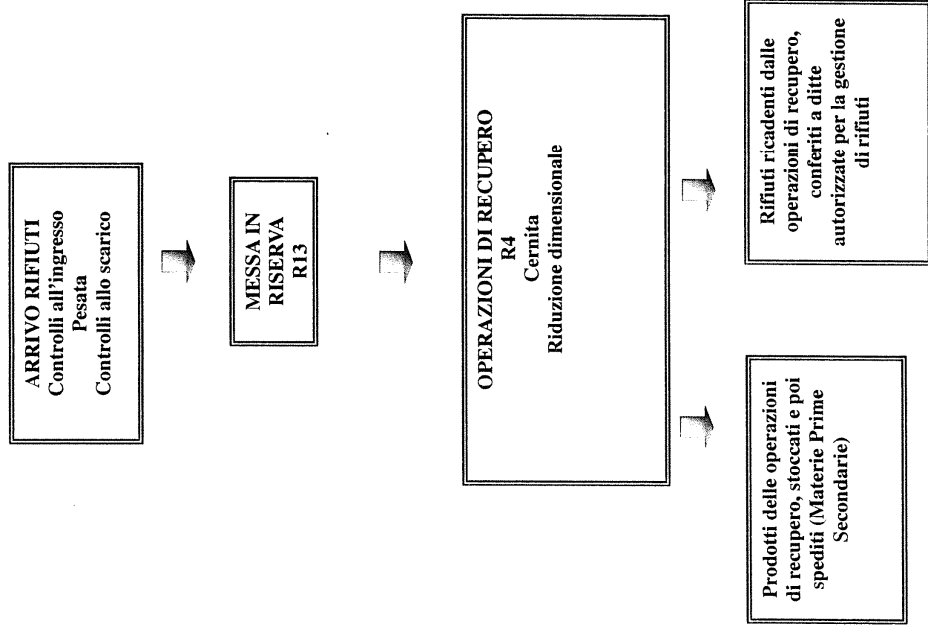 ARRIVO RIFIUTI
Controlli all'ingresso
Pesata
Controlli allo scarico
MESSA IN
RISERVA
R13
OPERAZIONI DI RECUPERO
R4
Cernita
Riduzione dimensionale
Prodotti delle operazioni
di recupero, stoccati e poi
spediti (Materie Prime
Secondarie)
Rifiuti ricadenti dalle
operazioni di recupero,
conferiti a ditte
autorizzate per la gestione
di rifiuti